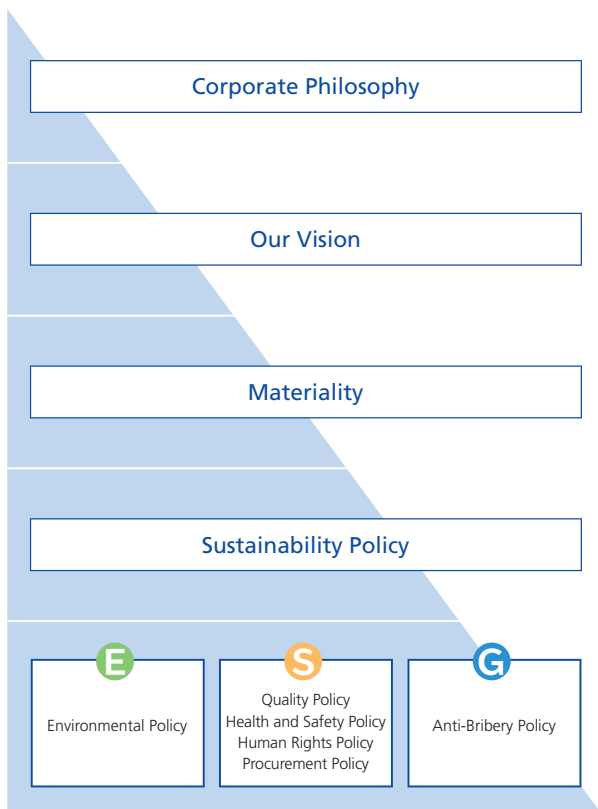 Corporate Philosophy
Our Vision
Materiality
Sustainability Policy
E
Environmental Policy
S
Quality Policy
Health and Safety Policy
Human Rights Policy
Procurement Policy
G
Anti-Bribery Policy